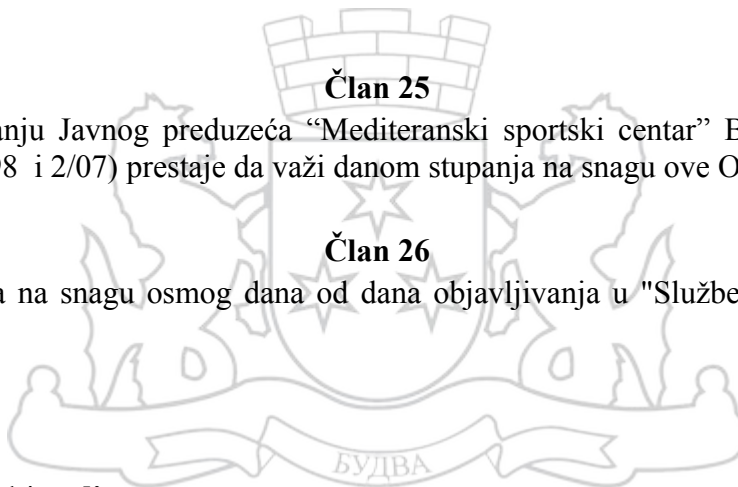 Član 25
anju Javnog preduzeća “Mediteranski sportski centar” B
98 i 2/07) prestaje da važi danom stupanja na snagu ove O
Član 26
a na snagu osmog dana od dana objavljivanja u "Službe
БУДВА